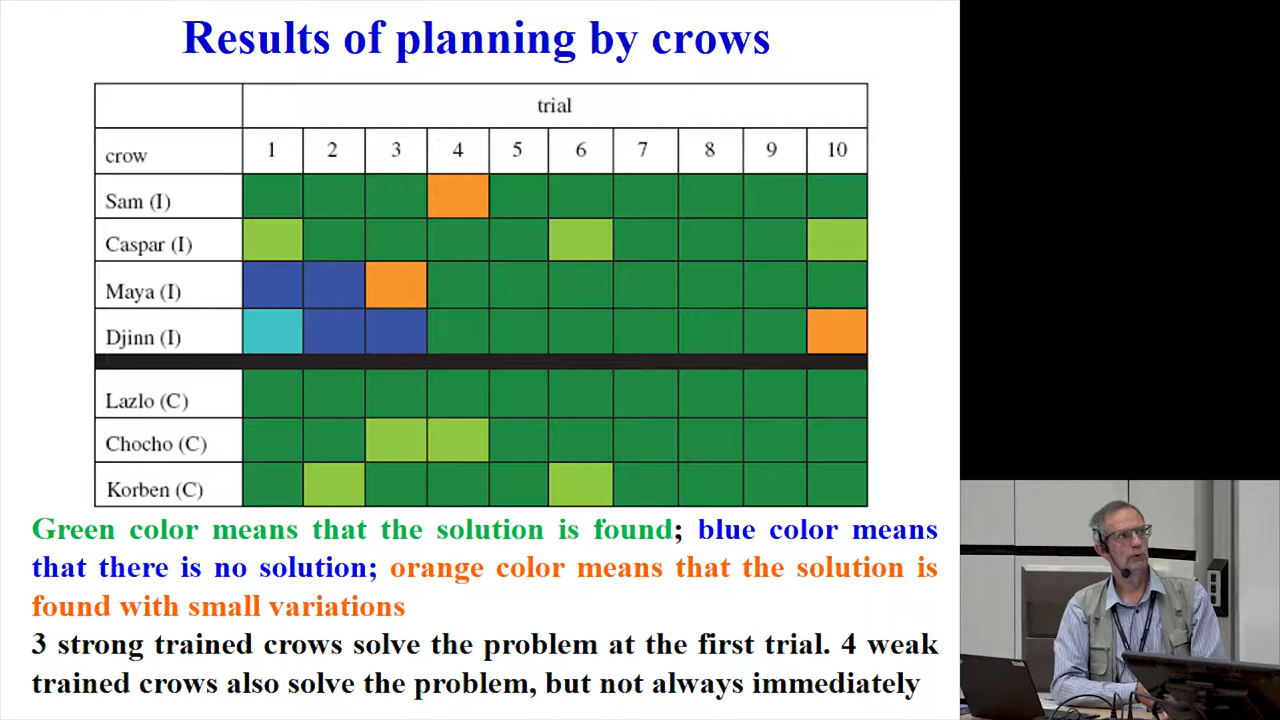 Results of planning by crows
trial
crow 1 2 3 4 5 6 7 8 9 10
Sam (I)
Caspar (I)
Maya (I)
Djinn (I)
Lazlo (C)
Chocho (C)
Korben (C)
Green color means that the solution is found; blue color means
that there is no solution; orange color means that the solution is
found with small variations
3 strong trained crows solve the problem at the first trial. 4 weak
trained crows also solve the problem, but not always immediately